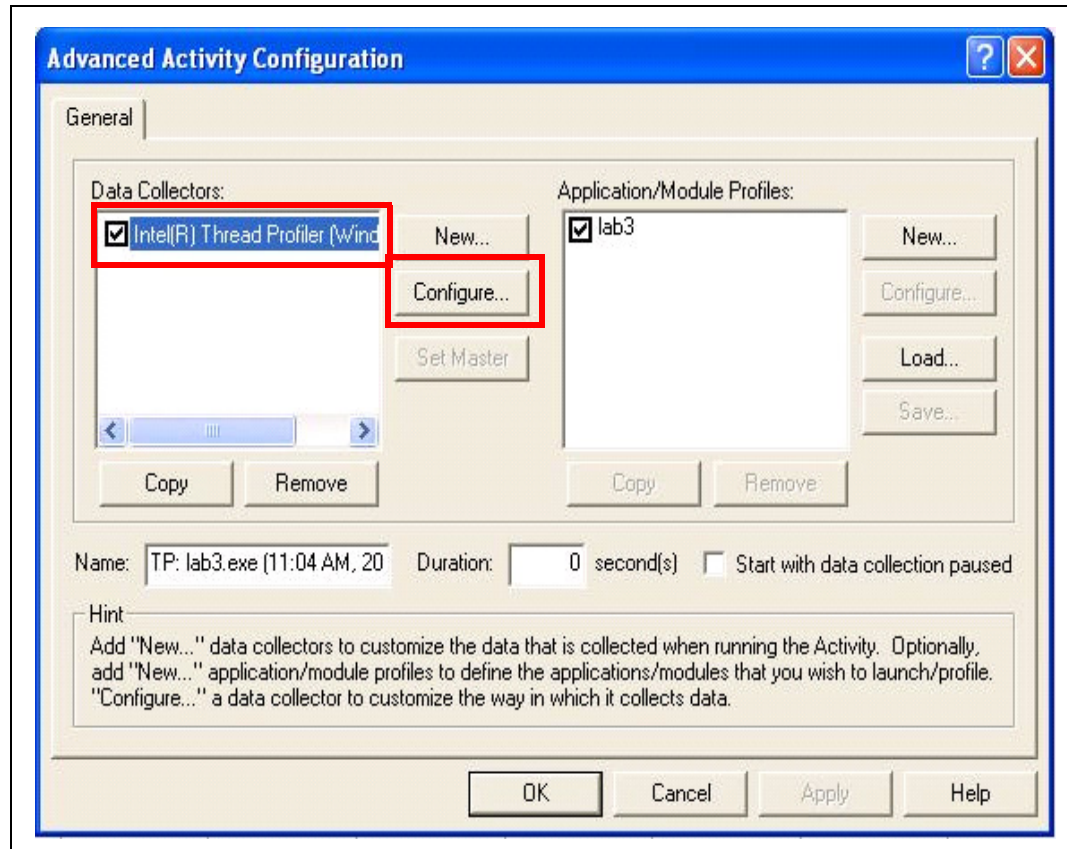 Advanced Activity Configuration
General
Data Collectors:
Intel(R) Thread Profiler (Wind
New...
Configure...
Set Master
Copy
Remove
Application/Module Profiles:
lab3
New...
Configure...
Load...
Save...
Copy
Remove
Name: TP: lab3.exe (11:04 AM, 20
Duration: 0 second(s)
Start with data collection paused
Hint
Add "New..." data collectors to customize the data that is collected when running the Activity. Optionally,
add "New..." application/module profiles to define the applications/modules that you wish to launch/profile.
"Configure..." a data collector to customize the way in which it collects data.
OK
Cancel
Apply
Help